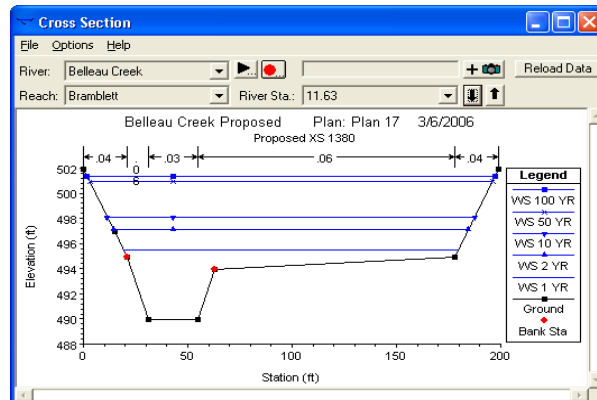 Cross Section
File Options Help
River: Belleau Creek Reload Data
Reach: Bramblett River Sta.: 11.63
Belleau Creek Proposed Plan: Plan 17 3/6/2006
Proposed XS 1380
.04 .06 .03 .06 .04
502
500
498
496
494
492
490
488
Elevation (ft)
0 50 100 150 200
Station (ft)
Legend
WS 100 YR
WS 50 YR
WS 10 YR
WS 2 YR
WS 1 YR
Ground
Bank Sta